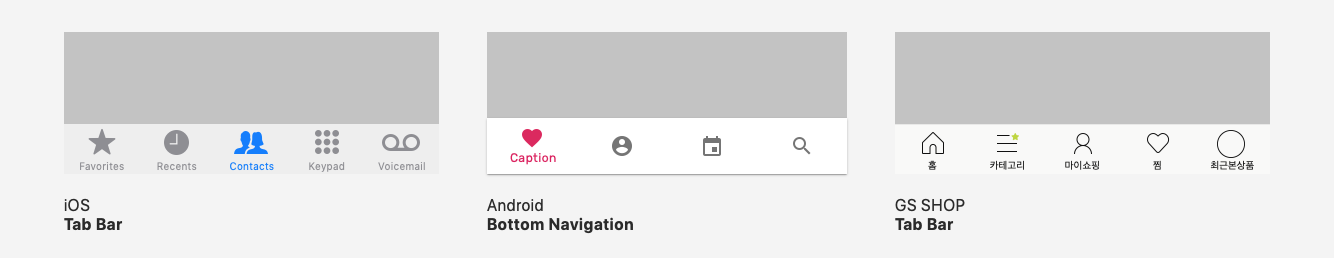 Favorites Recents Contacts Keypad Voicemail
iOS
Tab Bar
Caption
Android
Bottom Navigation
홈 카테고리 마이쇼핑 찜 최근본상품
GS SHOP
Tab Bar